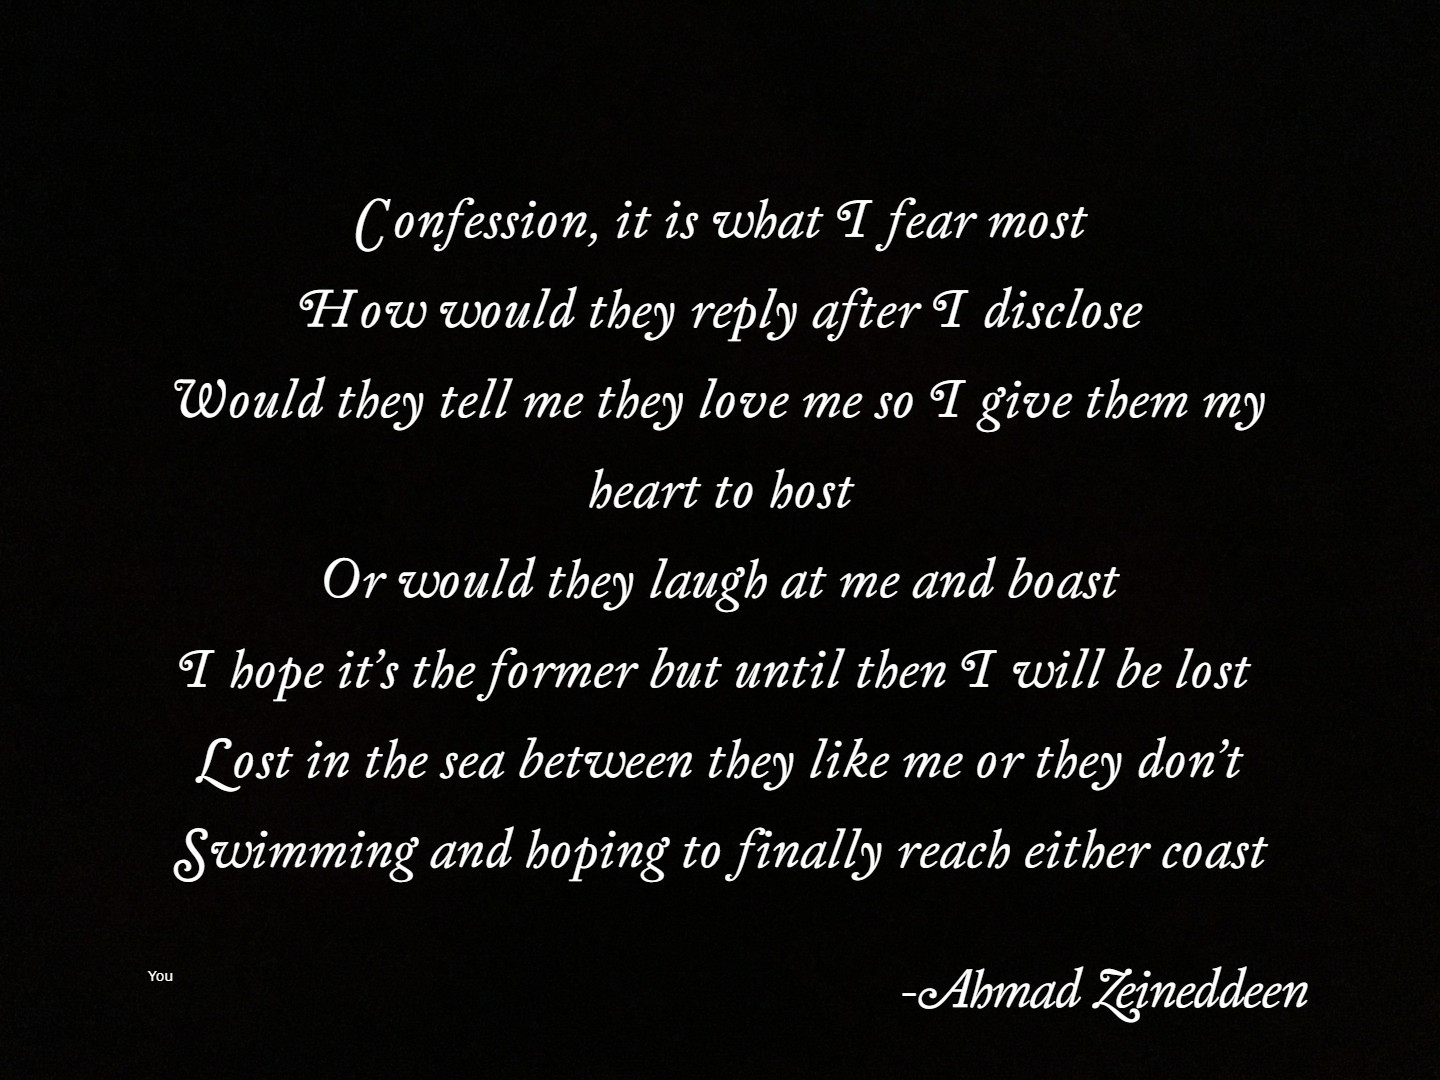 Confession, it is what I fear most
How would they reply after I disclose
Would they tell me they love me so I give them my
heart to host
Or would they laugh at me and boast
I hope it’s the former but until then I will be lost
Lost in the sea between they like me or they don’t
Swimming and hoping to finally reach either coast
You
-Ahmad Zeineddeen